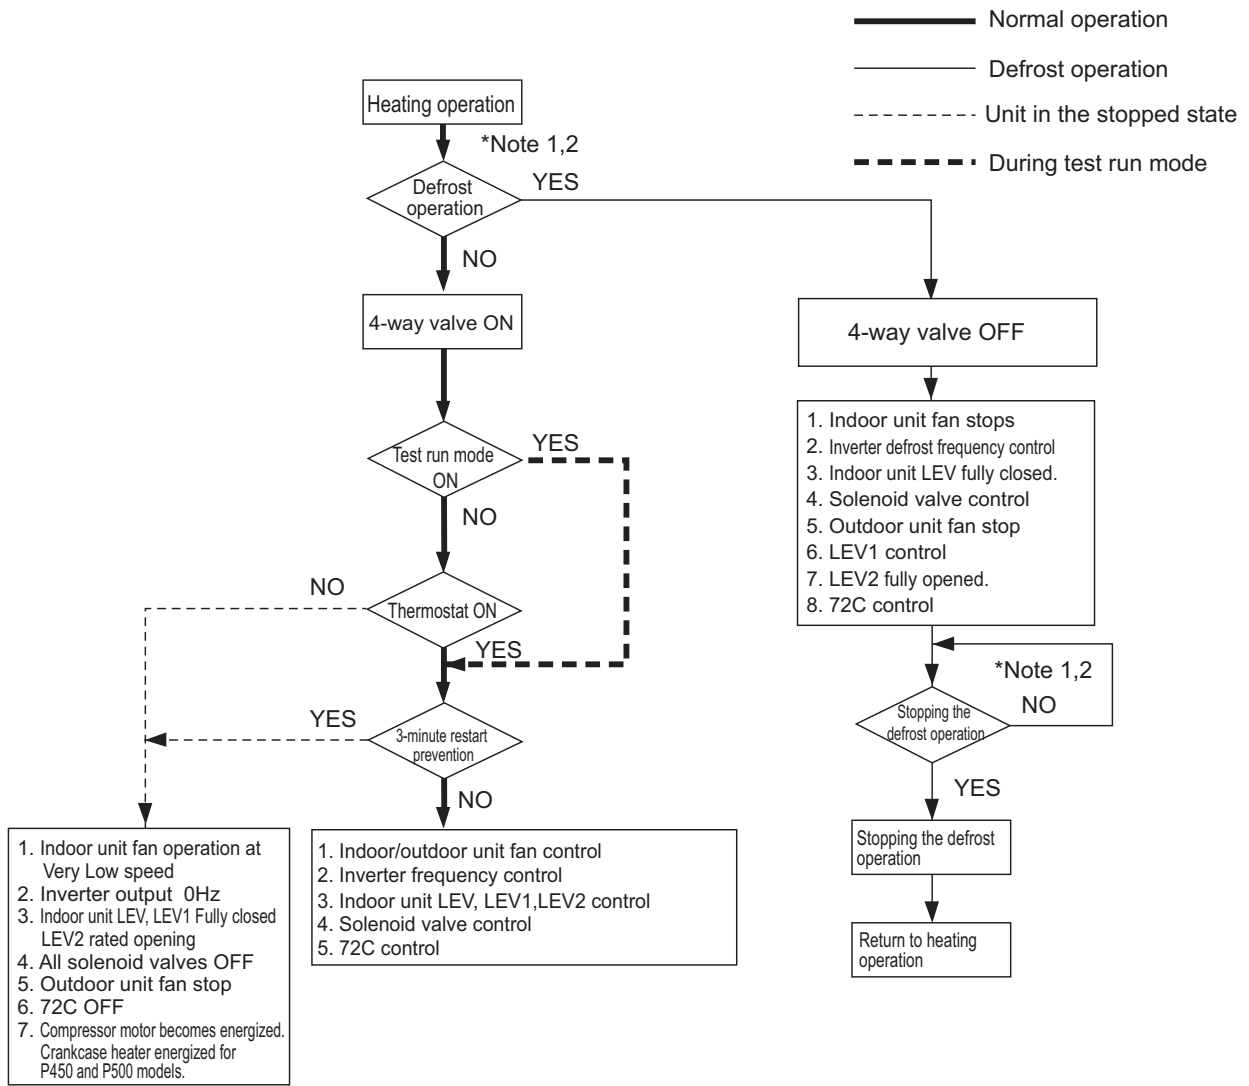 Normal operation
Defrost operation
Unit in the stopped state
During test run mode
Heating operation
*Note 1,2
Defrost
operation
YES
NO
4-way valve ON
4-way valve OFF
Test run mode
ON
YES
NO
Thermostat ON
NO
YES
3-minute restart
prevention
YES
NO
1. Indoor unit fan stops
2. Inverter defrost frequency control
3. Indoor unit LEV fully closed.
4. Solenoid valve control
5. Outdoor unit fan stop
6. LEV1 control
7. LEV2 fully opened.
8. 72C control
*Note 1,2
NO
Stopping the
defrost operation
YES
Stopping the defrost
operation
Return to heating
operation
1. Indoor unit fan operation at
Very Low speed
2. Inverter output 0Hz
3. Indoor unit LEV, LEV1 Fully closed
LEV2 rated opening
4. All solenoid valves OFF
5. Outdoor unit fan stop
6. 72C OFF
7. Compressor motor becomes energized.
Crankcase heater energized for
P450 and P500 models.
1. Indoor/outdoor unit fan control
2. Inverter frequency control
3. Indoor unit LEV, LEV1,LEV2 control
4. Solenoid valve control
5. 72C control